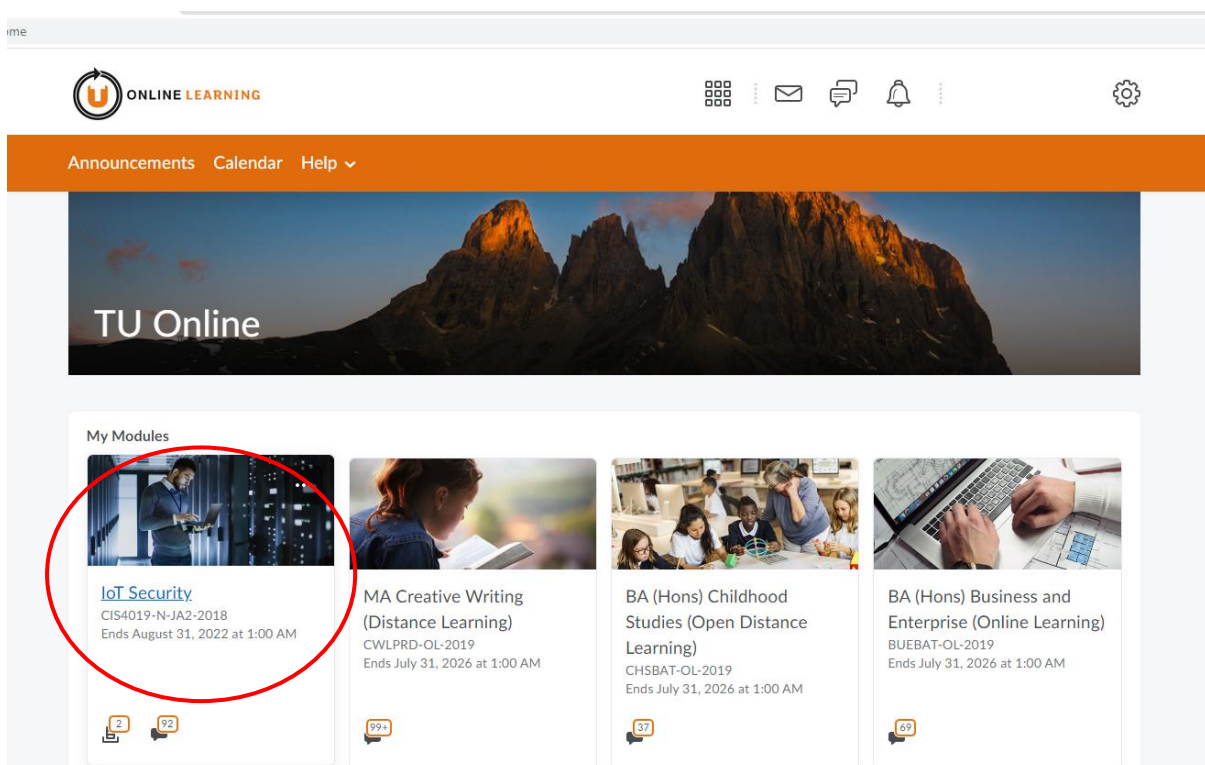 ome
ONLINE LEARNING
Announcements Calendar Help
TU Online
My Modules
IoT Security
CIS4019-N-JA2-2018
Ends August 31, 2022 at 1:00 AM
2 92
MA Creative Writing
(Distance Learning)
CWLPRD-OL-2019
Ends July 31, 2026 at 1:00 AM
99+
BA (Hons) Childhood
Studies (Open Distance
Learning)
CHSBAT-OL-2019
Ends July 31, 2026 at 1:00 AM
37
BA (Hons) Business and
Enterprise (Online Learning)
BUEBAT-OL-2019
Ends July 31, 2026 at 1:00 AM
69